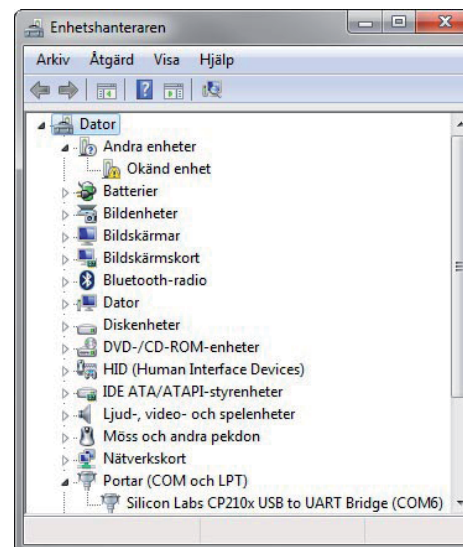 Enhetshanteraren
Arkiv Åtgärd Visa Hjälp
Dator
Andra enheter
Okänd enhet
Batterier
Bildenheter
Bildskärmar
Bildskärmskort
Bluetooth-radio
Dator
Diskenheter
DVD-/CD-ROM-enheter
HID (Human Interface Devices)
IDE ATA/ATAPI-styrenheter
Ljud-, video- och spelenheter
Möss och andra pekdon
Nätverkskort
Portar (COM och LPT)
Silicon Labs CP210x USB to UART Bridge (COM6)